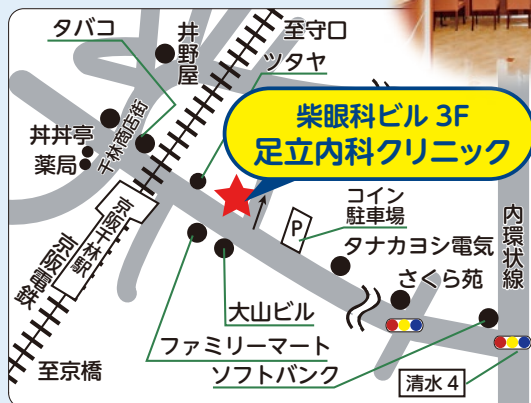 タバコ
井野屋
至守口
ツタヤ
柴眼科ビル 3F
足立内科クリニック
丼丼亭
薬局
千林商店街
コイン
駐車場
P
内環状線
京阪千林駅
京阪電鉄
タナカヨシ電気
さくら苑
大山ビル
ファミリーマート
ソフトバンク
至京橋
清水 4